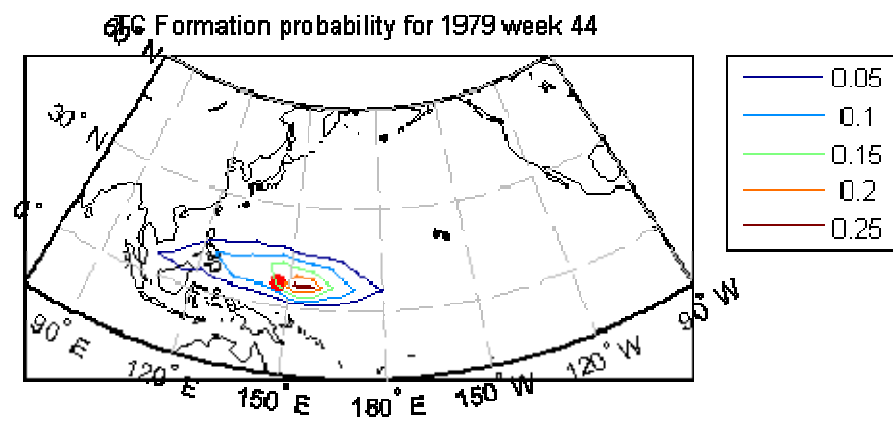 TC Formation probability for 1979 week 44
60° N
30° N
0°
90° E
120° E
150° E
180° E
150° W
120° W
90° W
0.05
0.1
0.15
0.2
0.25